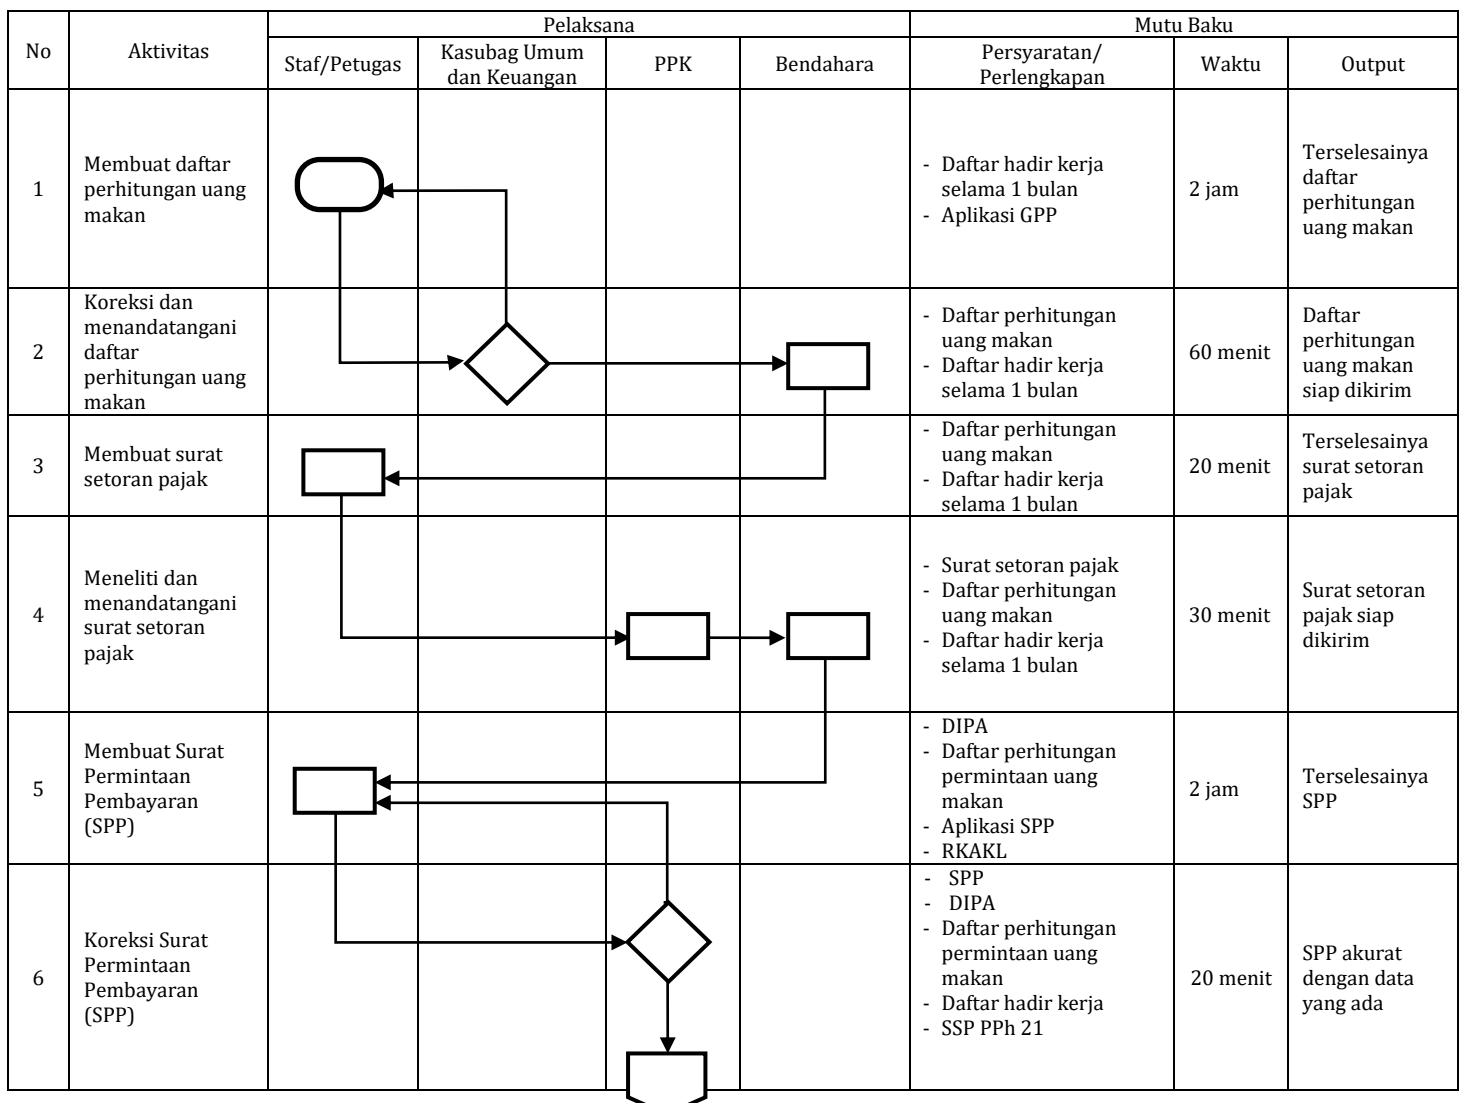 No
Aktivitas
Pelaksana
Mutu Baku
Staf/Petugas
Kasubag Umum
dan Keuangan
PPK
Bendahara
Persyaratan/
Perlengkapan
Waktu
Output
1
Membuat daftar
perhitungan uang
makan
- Daftar hadir kerja
selama 1 bulan
- Aplikasi GPP
2 jam
Terselesainya
daftar
perhitungan
uang makan
2
Koreksi dan
menandatangani
daftar
perhitungan uang
makan
- Daftar perhitungan
uang makan
- Daftar hadir kerja
selama 1 bulan
60 menit
Daftar
perhitungan
uang makan
siap dikirim
3
Membuat surat
setoran pajak
- Daftar perhitungan
uang makan
- Daftar hadir kerja
selama 1 bulan
20 menit
Terselesainya
surat setoran
pajak
4
Meneliti dan
menandatangani
surat setoran
pajak
- Surat setoran pajak
- Daftar perhitungan
uang makan
- Daftar hadir kerja
selama 1 bulan
30 menit
Surat setoran
pajak siap
dikirim
5
Membuat Surat
Permintaan
Pembayaran
(SPP)
- DIPA
- Daftar perhitungan
permintaan uang
makan
- Aplikasi SPP
- RKAKL
2 jam
Terselesainya
SPP
6
Koreksi Surat
Permintaan
Pembayaran
(SPP)
- SPP
- DIPA
- Daftar perhitungan
permintaan uang
makan
- Daftar hadir kerja
- SSP PPh 21
20 menit
SPP akurat
dengan data
yang ada